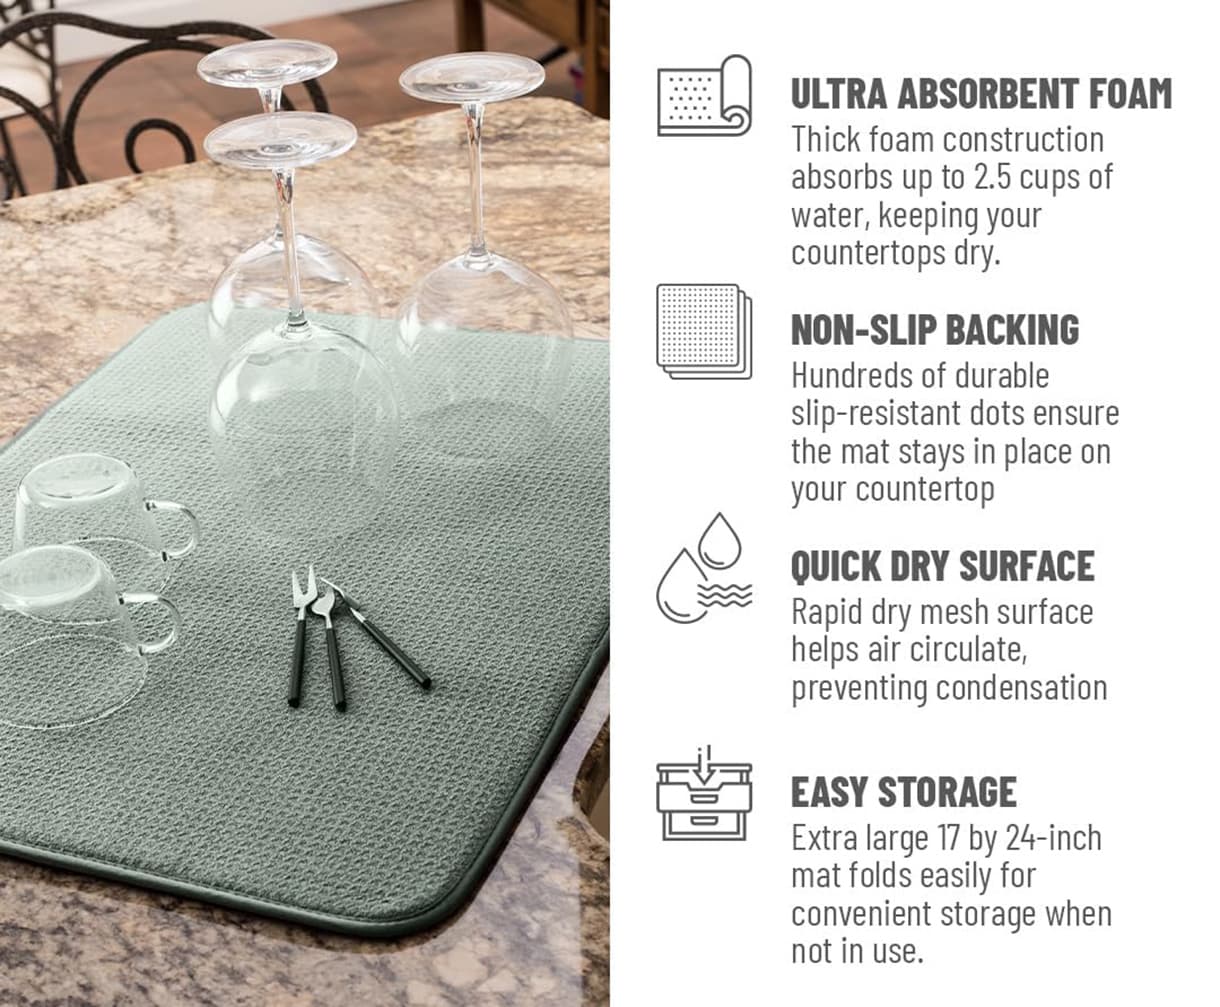 ULTRA ABSORBENT FOAM
Thick foam construction
absorbs up to 2.5 cups of
water, keeping your
countertops dry.
NON-SLIP BACKING
Hundreds of durable
slip-resistant dots ensure
the mat stays in place on
your countertop
QUICK DRY SURFACE
Rapid dry mesh surface
helps air circulate,
preventing condensation
EASY STORAGE
Extra large 17 by 24-inch
mat folds easily for
convenient storage when
not in use.